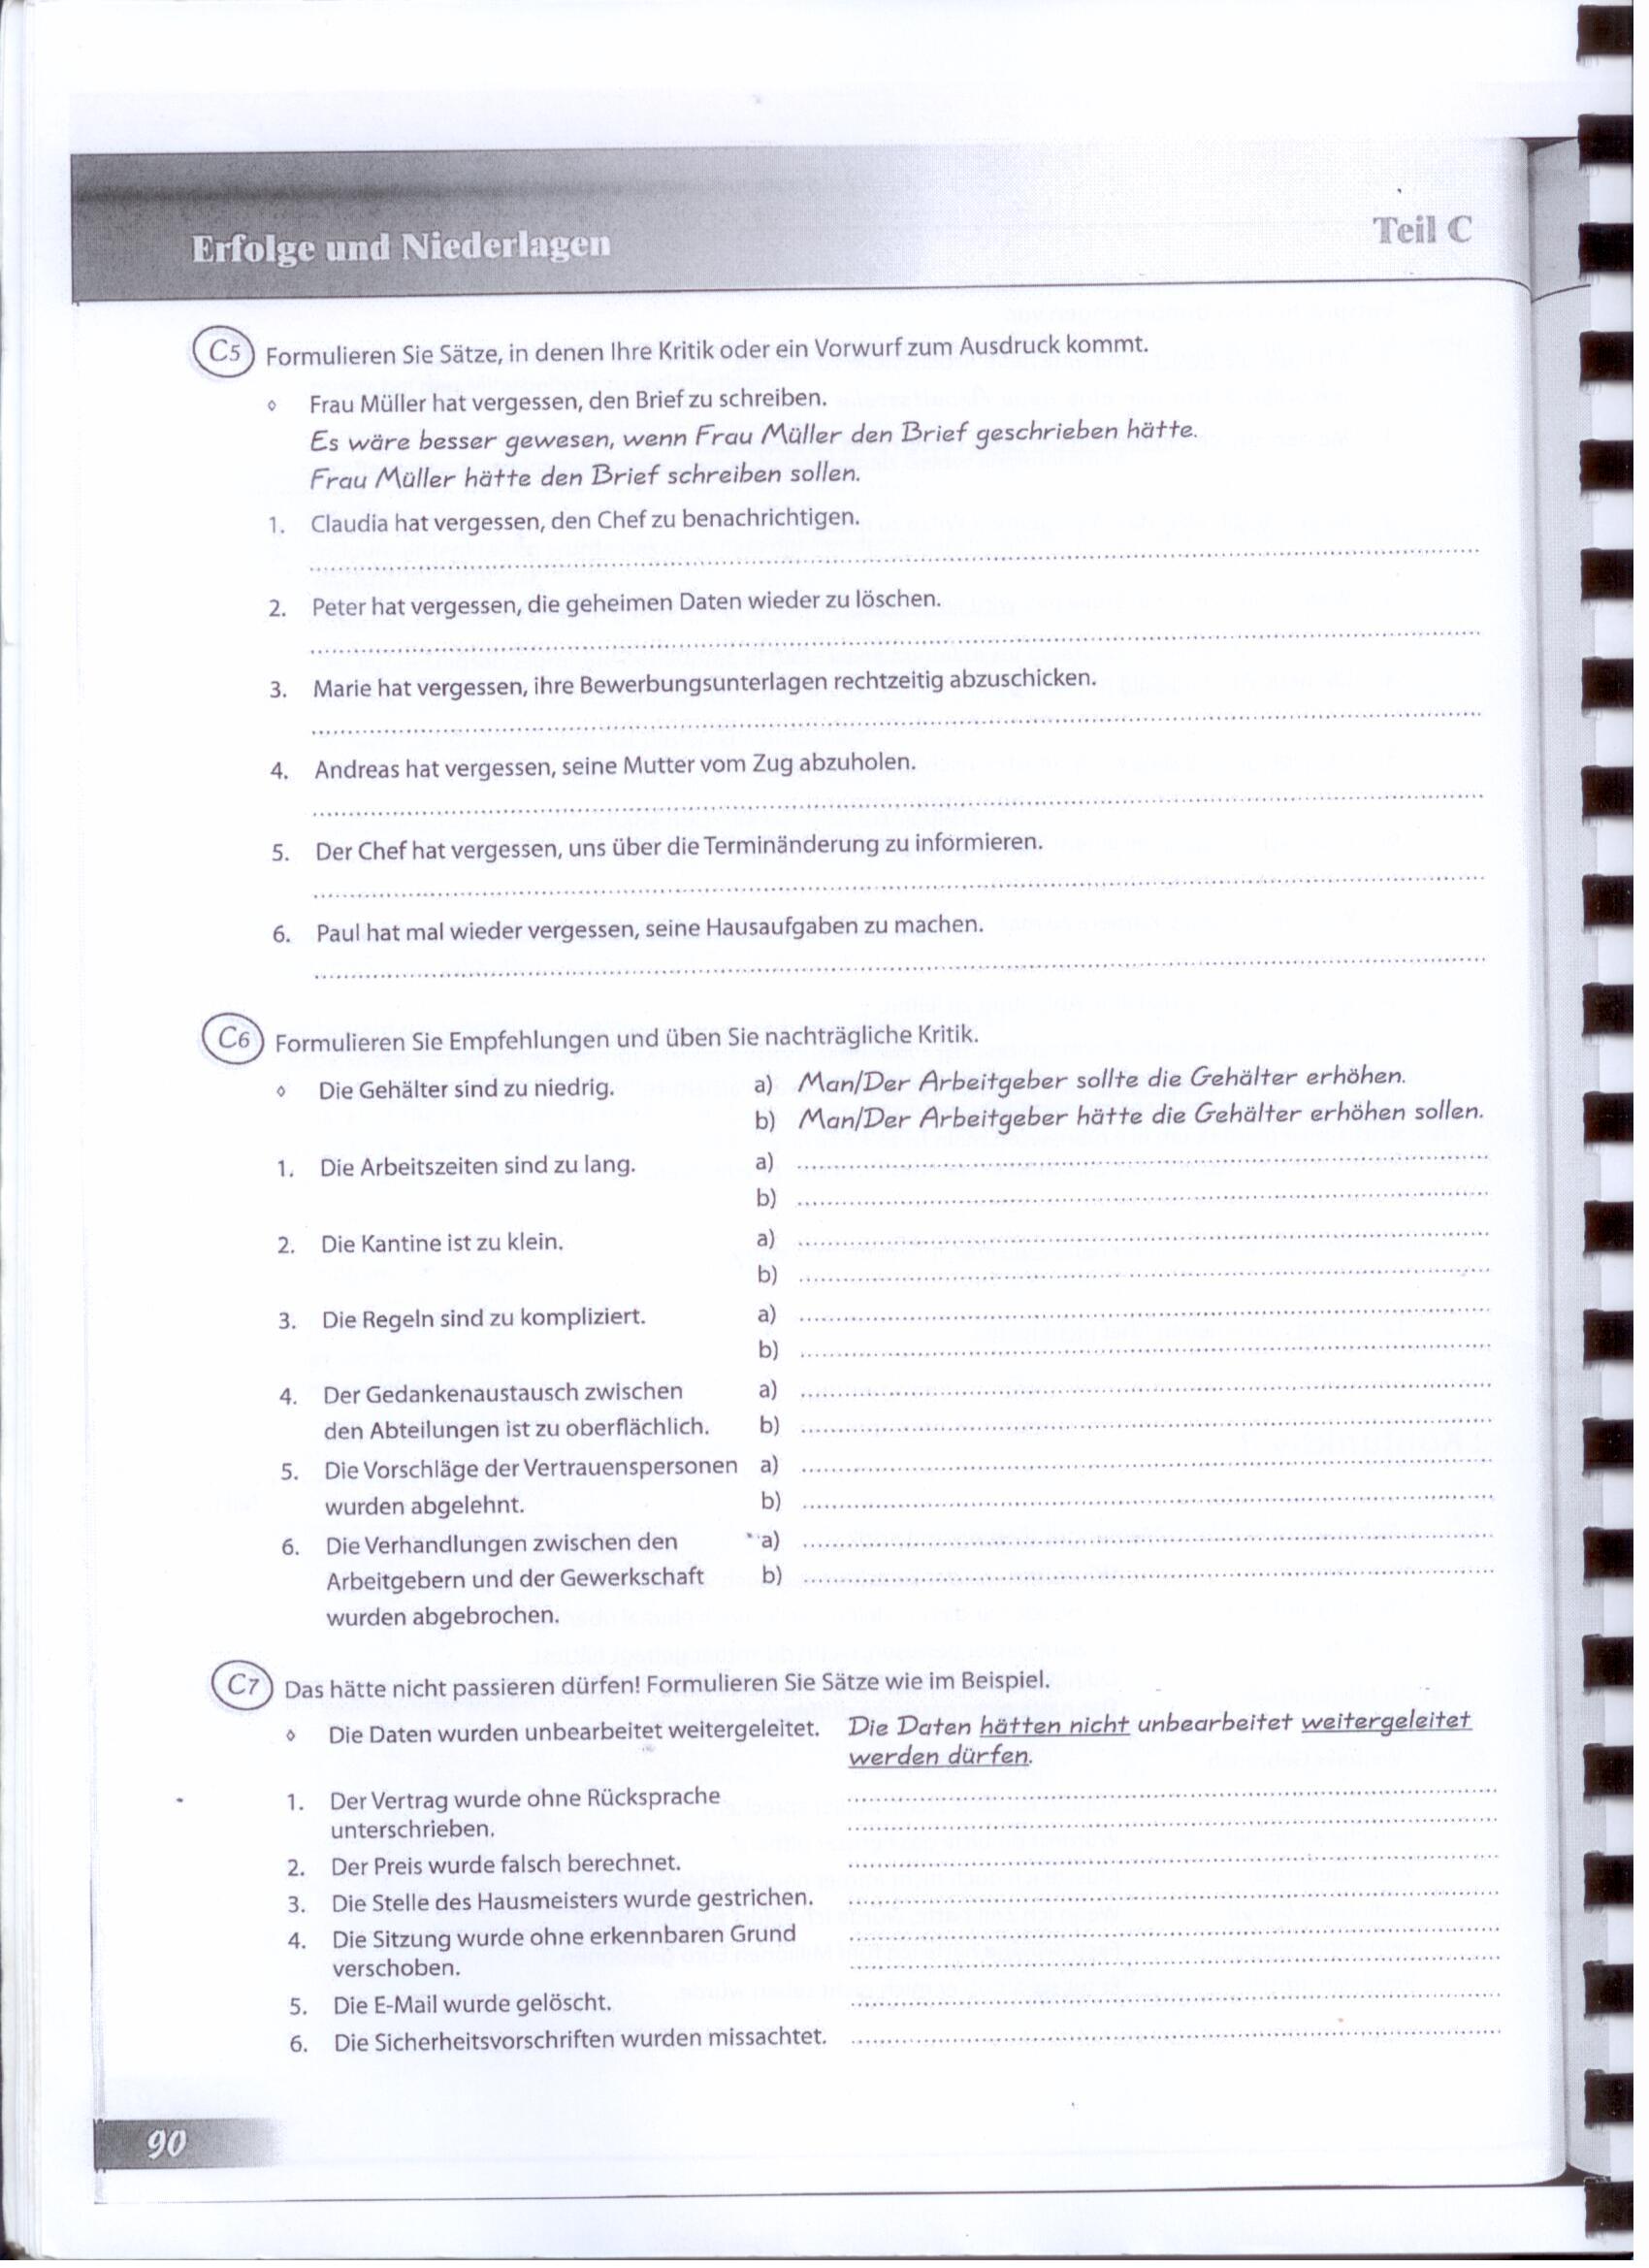 Erfolge und Niederlagen
Teil C
C5 Formulieren Sie Sätze, in denen Ihre Kritik oder ein Vorwurf zum Ausdruck kommt.
◊ Frau Müller hat vergessen, den Brief zu schreiben.
Es wäre besser gewesen, wenn Frau Müller den Brief geschrieben hätte.
Frau Müller hätte den Brief schreiben sollen.
1. Claudia hat vergessen, den Chef zu benachrichtigen.
2. Peter hat vergessen, die geheimen Daten wieder zu löschen.
3. Marie hat vergessen, ihre Bewerbungsunterlagen rechtzeitig abzuschicken.
4. Andreas hat vergessen, seine Mutter vom Zug abzuholen.
5. Der Chef hat vergessen, uns über die Terminänderung zu informieren.
6. Paul hat mal wieder vergessen, seine Hausaufgaben zu machen.
C6 Formulieren Sie Empfehlungen und üben Sie nachträgliche Kritik.
◊ Die Gehälter sind zu niedrig. a) Man/Der Arbeitgeber sollte die Gehälter erhöhen.
b) Man/Der Arbeitgeber hätte die Gehälter erhöhen sollen.
1. Die Arbeitszeiten sind zu lang. a)
b)
2. Die Kantine ist zu klein. a)
b)
3. Die Regeln sind zu kompliziert. a)
b)
4. Der Gedankenaustausch zwischen a)
den Abteilungen ist zu oberflächlich. b)
5. Die Vorschläge der Vertrauenspersonen a)
wurden abgelehnt. b)
6. Die Verhandlungen zwischen den a)
Arbeitgebern und der Gewerkschaft b)
wurden abgebrochen.
C7 Das hätte nicht passieren dürfen! Formulieren Sie Sätze wie im Beispiel.
◊ Die Daten wurden unbearbeitet weitergeleitet. Die Daten hätten nicht unbearbeitet weitergeleitet
werden dürfen.
1. Der Vertrag wurde ohne Rücksprache
unterschrieben.
2. Der Preis wurde falsch berechnet.
3. Die Stelle des Hausmeisters wurde gestrichen.
4. Die Sitzung wurde ohne erkennbaren Grund
verschoben.
5. Die E-Mail wurde gelöscht.
6. Die Sicherheitsvorschriften wurden missachtet.
90